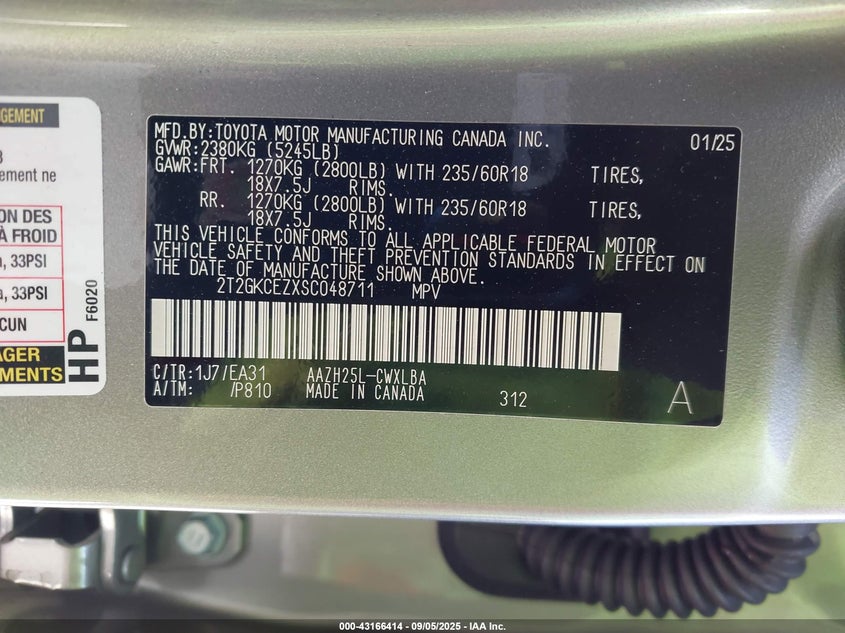 GEMENT
ement ne
ON DES
À FROID
, 33PSI
, 33PSI
CUN
AGER
EMENTS
HP
F6020
MFD.BY:TOYOTA MOTOR MANUFACTURING CANADA INC. 01/25
GVWR:2380KG (5245LB)
GAWR:FRT. 1270KG (2800LB) WITH 235/60R18 TIRES,
18X7.5J RIMS.
RR. 1270KG (2800LB) WITH 235/60R18 TIRES,
18X7.5J RIMS.
THIS VEHICLE CONFORMS TO ALL APPLICABLE FEDERAL MOTOR
VEHICLE SAFETY AND THEFT PREVENTION STANDARDS IN EFFECT ON
THE DATE OF MANUFACTURE SHOWN ABOVE.
2T2GKCEZXSC048711 MPV
C/TR:1J7/EA31 AAZH25L-CWXLBA
A/TM: /P810 MADE IN CANADA 312 A
000-43166414 - 09/05/2025 - IAA Inc.